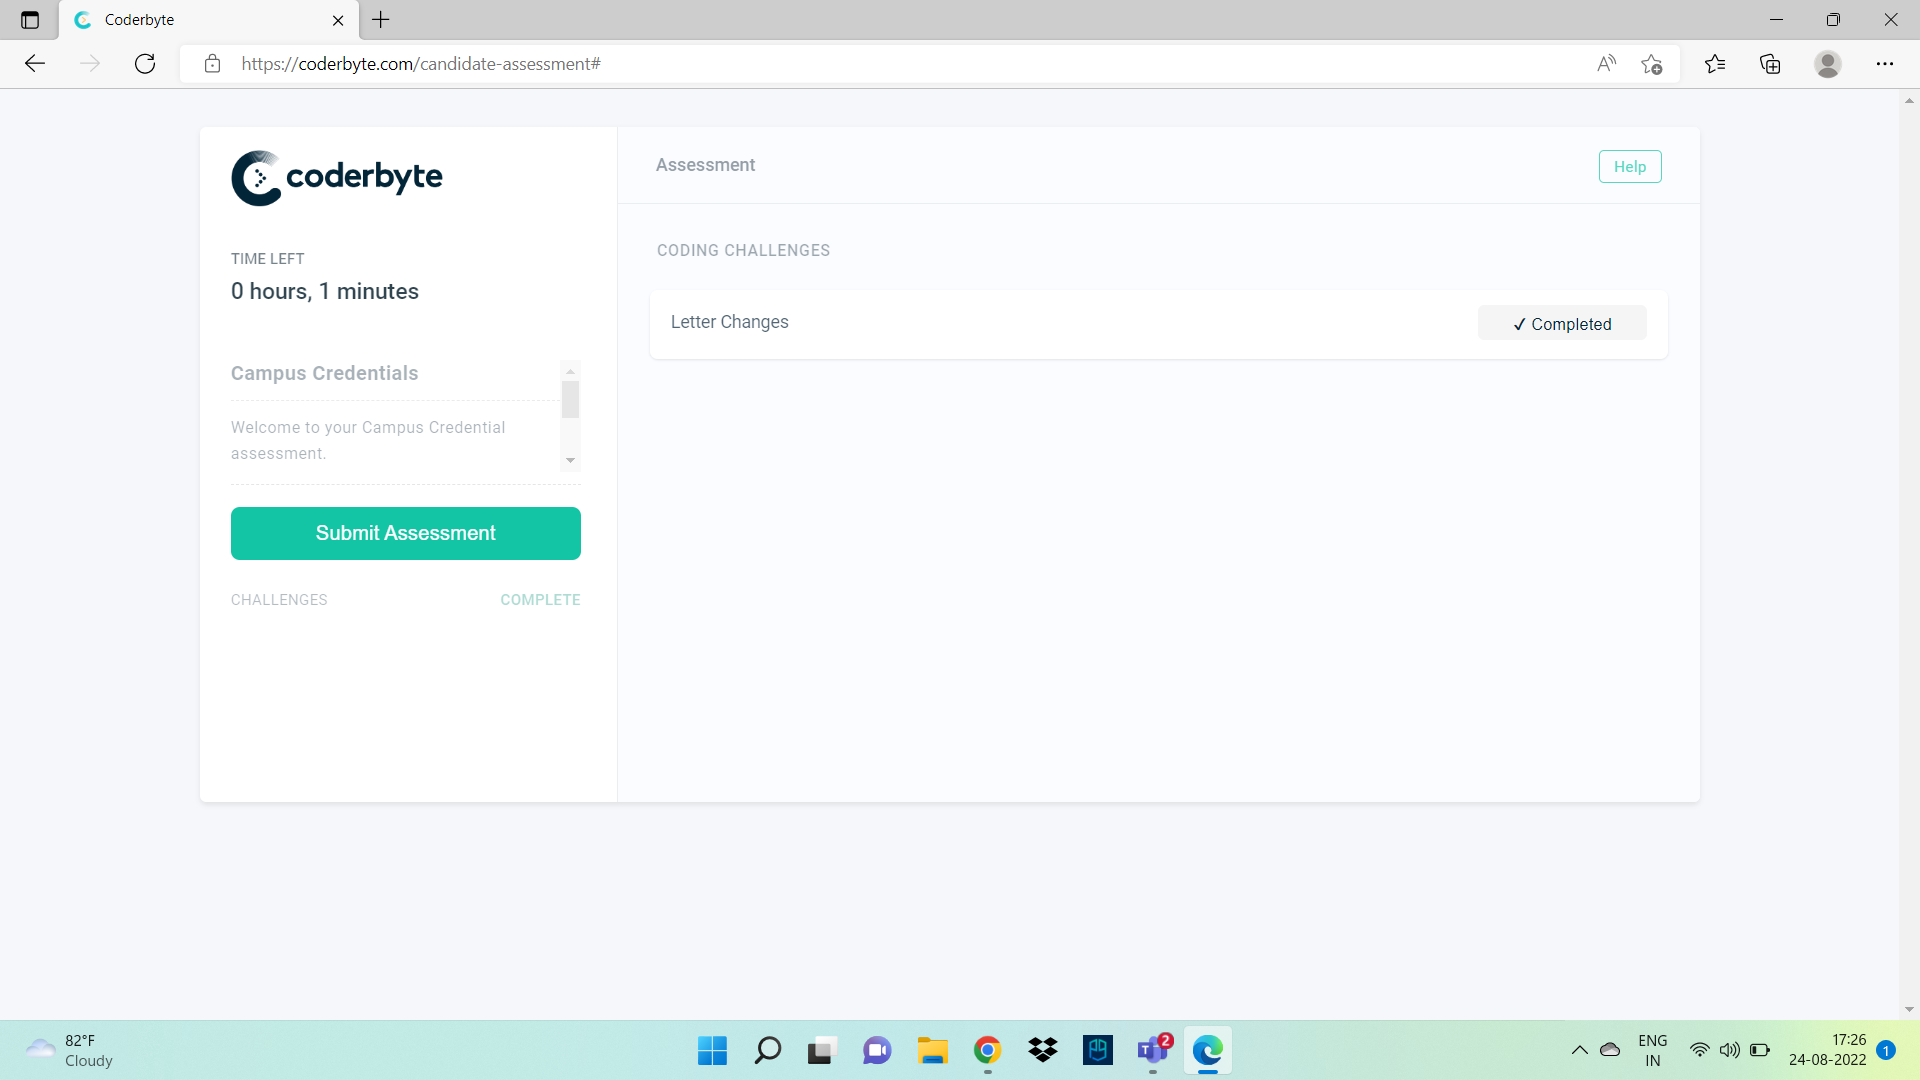 Coderbyte
https://coderbyte.com/candidate-assessment#
coderbyte
TIME LEFT
0 hours, 1 minutes
Campus Credentials
Welcome to your Campus Credential
assessment.
Submit Assessment
CHALLENGES COMPLETE
Assessment
Help
CODING CHALLENGES
Letter Changes
✓ Completed
82°F
Cloudy
2
ENG
IN
17:26
24-08-2022
1